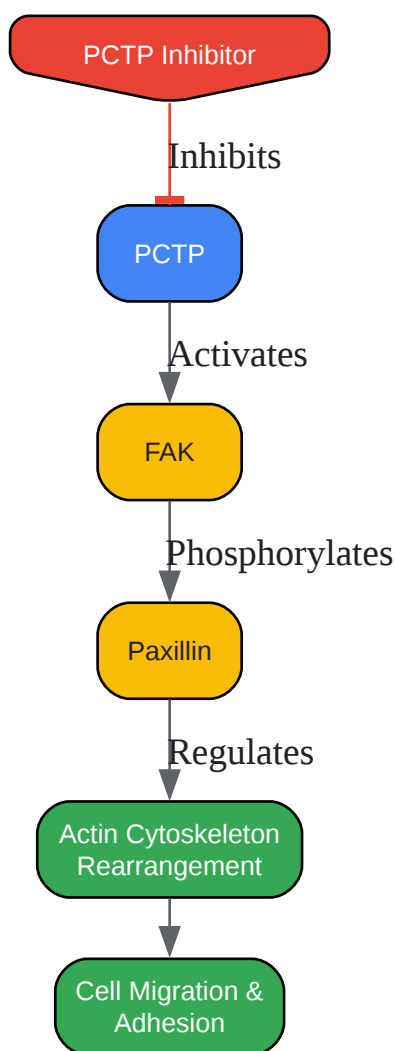 PCTP Inhibitor
Inhibits
PCTP
Activates
FAK
Phosphorylates
Paxillin
Regulates
Actin Cytoskeleton
Rearrangement
Cell Migration &
Adhesion